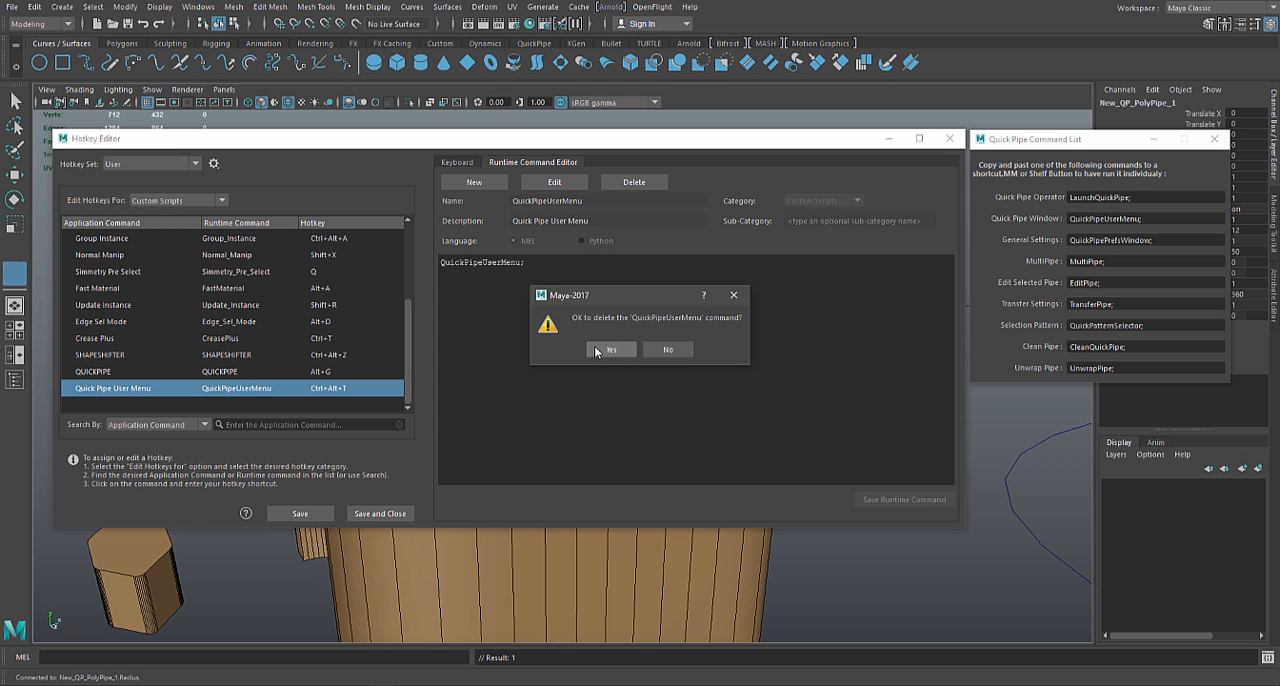 File Edit Create Select Modify Display Windows Mesh Edit Mesh Mesh Tools Mesh Display Curves Surfaces Deform UV Generate Cache [Arnold] OpenFlight Help
Workspace : Maya Classic
Modeling No Live Surface Sign In
Curves / Surfaces Polygons Sculpting Rigging Animation Rendering FX FX Caching Custom Dynamics QuickPipe XGen Bullet TURTLE Arnold [ Bifrost ] [ MASH ] [ Motion Graphics ]
View Shading Lighting Show Renderer Panels
0.00 1.00 sRGB gamma
Verts: 712 432
Channels Edit Object Show
New_QP_PolyPipe_1
Translate X 0
Translate Y 0
Channel Box / Layer Editor
Modeling Toolkit
Attribute Editor
Hotkey Editor
Hotkey Set: User
Edit Hotkeys For: Custom Scripts
Application Command Runtime Command Hotkey
Group Instance Group_Instance Ctrl+Alt+A
Normal Manip Normal_Manip Shift+X
Simmetry Pre Select Simmetry_Pre_Select Q
Fast Material FastMaterial Alt+A
Update Instance Update_Instance Shift+R
Edge Sel Mode Edge_Sel_Mode Alt+D
Crease Plus CreasePlus Ctrl+T
SHAPESHIFTER SHAPESHIFTER Ctrl+Alt+Z
QUICKPIPE QUICKPIPE Alt+G
Quick Pipe User Menu QuickPipeUserMenu Ctrl+Alt+T
Search By: Application Command Enter the Application Command...
To assign or edit a Hotkey:
1. Select the "Edit Hotkeys for" option and select the desired hotkey category.
2. Find the desired Application Command or Runtime command in the list (or use Search).
3. Click on the command and enter your hotkey shortcut.
? Save Save and Close
Keyboard Runtime Command Editor
New Edit Delete
Name: QuickPipeUserMenu Category: Custom Scripts
Description: Quick Pipe User Menu Sub-Category: <type an optional sub-category name>
Language: MEL Python
QuickPipeUserMenu;
Save Runtime Command
Maya-2017 ?
OK to delete the 'QuickPipeUserMenu' command?
Yes No
Quick Pipe Command List
Copy and past one of the following commands to a
shortcut,MM or Shelf Button to have run it individualy :
Quick Pipe Operator LaunchQuickPipe;
Quick Pipe Window : QuickPipeUserMenu;
General Settings : QuickPipePrefsWindow;
MultiPipe : MultiPipe;
Edit Selected Pipe : EditPipe;
Transfer Settings : TransferPipe;
Selection Pattern : QuickPatternSelector;
Clean Pipe : CleanQuickPipe;
Unwrap Pipe : UnwrapPipe;
Display Anim
Layers Options Help
MEL // Result: 1
Connected to: New_QP_PolyPipe_1.Radius.